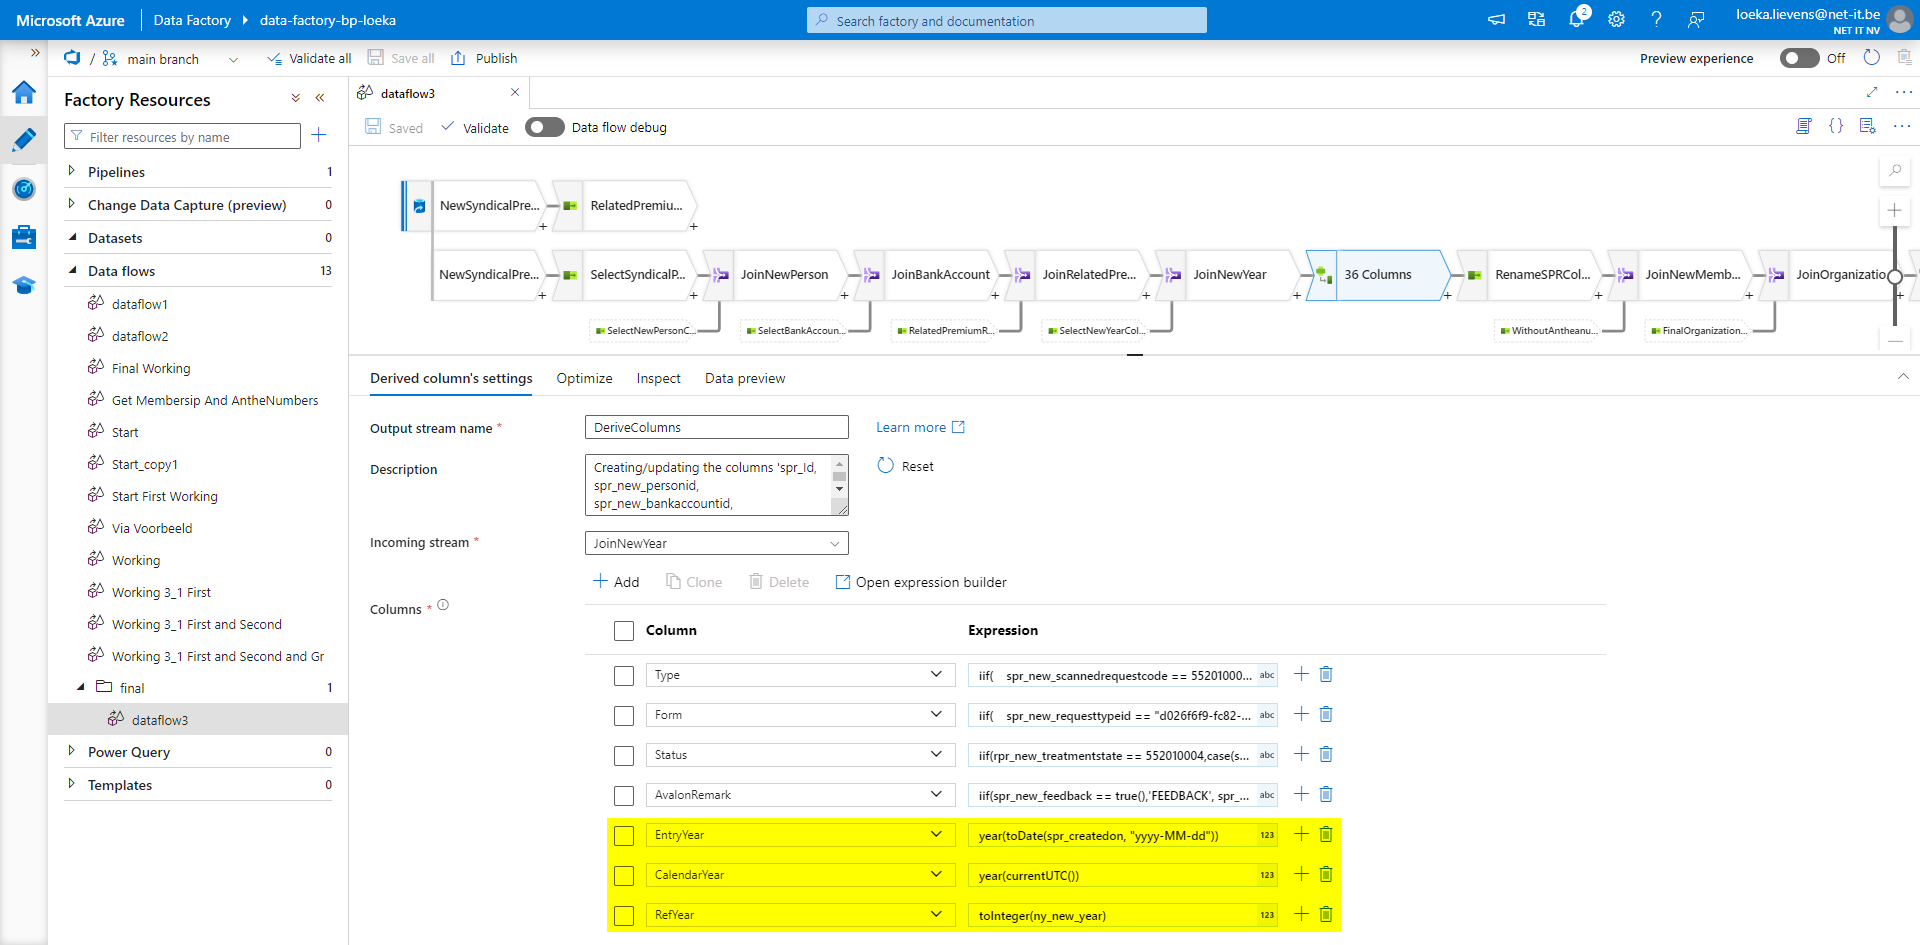 Microsoft Azure
Data Factory
data-factory-bp-loeka
Search factory and documentation
2
loeka.lievens@net-it.be
NET IT NV
/
main branch
Validate all
Save all
Publish
Preview experience
Off
Factory Resources
Filter resources by name
Pipelines 1
Change Data Capture (preview) 0
Datasets 0
Data flows 13
dataflow1
dataflow2
Final Working
Get Membersip And AntheNumbers
Start
Start_copy1
Start First Working
Via Voorbeeld
Working
Working 3_1 First
Working 3_1 First and Second
Working 3_1 First and Second and Gr
final 1
dataflow3
Power Query 0
Templates 0
dataflow3
Saved
Validate
Data flow debug
NewSyndicalPre...
RelatedPremiu...
NewSyndicalPre...
SelectSyndicalP...
JoinNewPerson
JoinBankAccount
JoinRelatedPre...
JoinNewYear
36 Columns
RenameSPRCol...
JoinNewMemb...
JoinOrganizatio
SelectNewPersonC...
SelectBankAccoun...
RelatedPremiumR...
SelectNewYearCol...
WithoutAntheanu...
FinalOrganization...
Derived column's settings
Optimize
Inspect
Data preview
Output stream name *
DeriveColumns
Learn more
Description
Creating/updating the columns 'spr_Id,
spr_new_personid,
spr_new_bankaccountid,
Reset
Incoming stream *
JoinNewYear
Add
Clone
Delete
Open expression builder
Columns *
Column
Expression
Type
iif( spr_new_scannedrequestcode == 55201000... abc
Form
iif( spr_new_requesttypeid == "d026f6f9-fc82-... abc
Status
iif(rpr_new_treatmentstate == 552010004,case(s... abc
AvalonRemark
iif(spr_new_feedback == true(),'FEEDBACK', spr_... abc
EntryYear
year(toDate(spr_createdon, "yyyy-MM-dd")) 123
CalendarYear
year(currentUTC()) 123
RefYear
toInteger(ny_new_year) 123